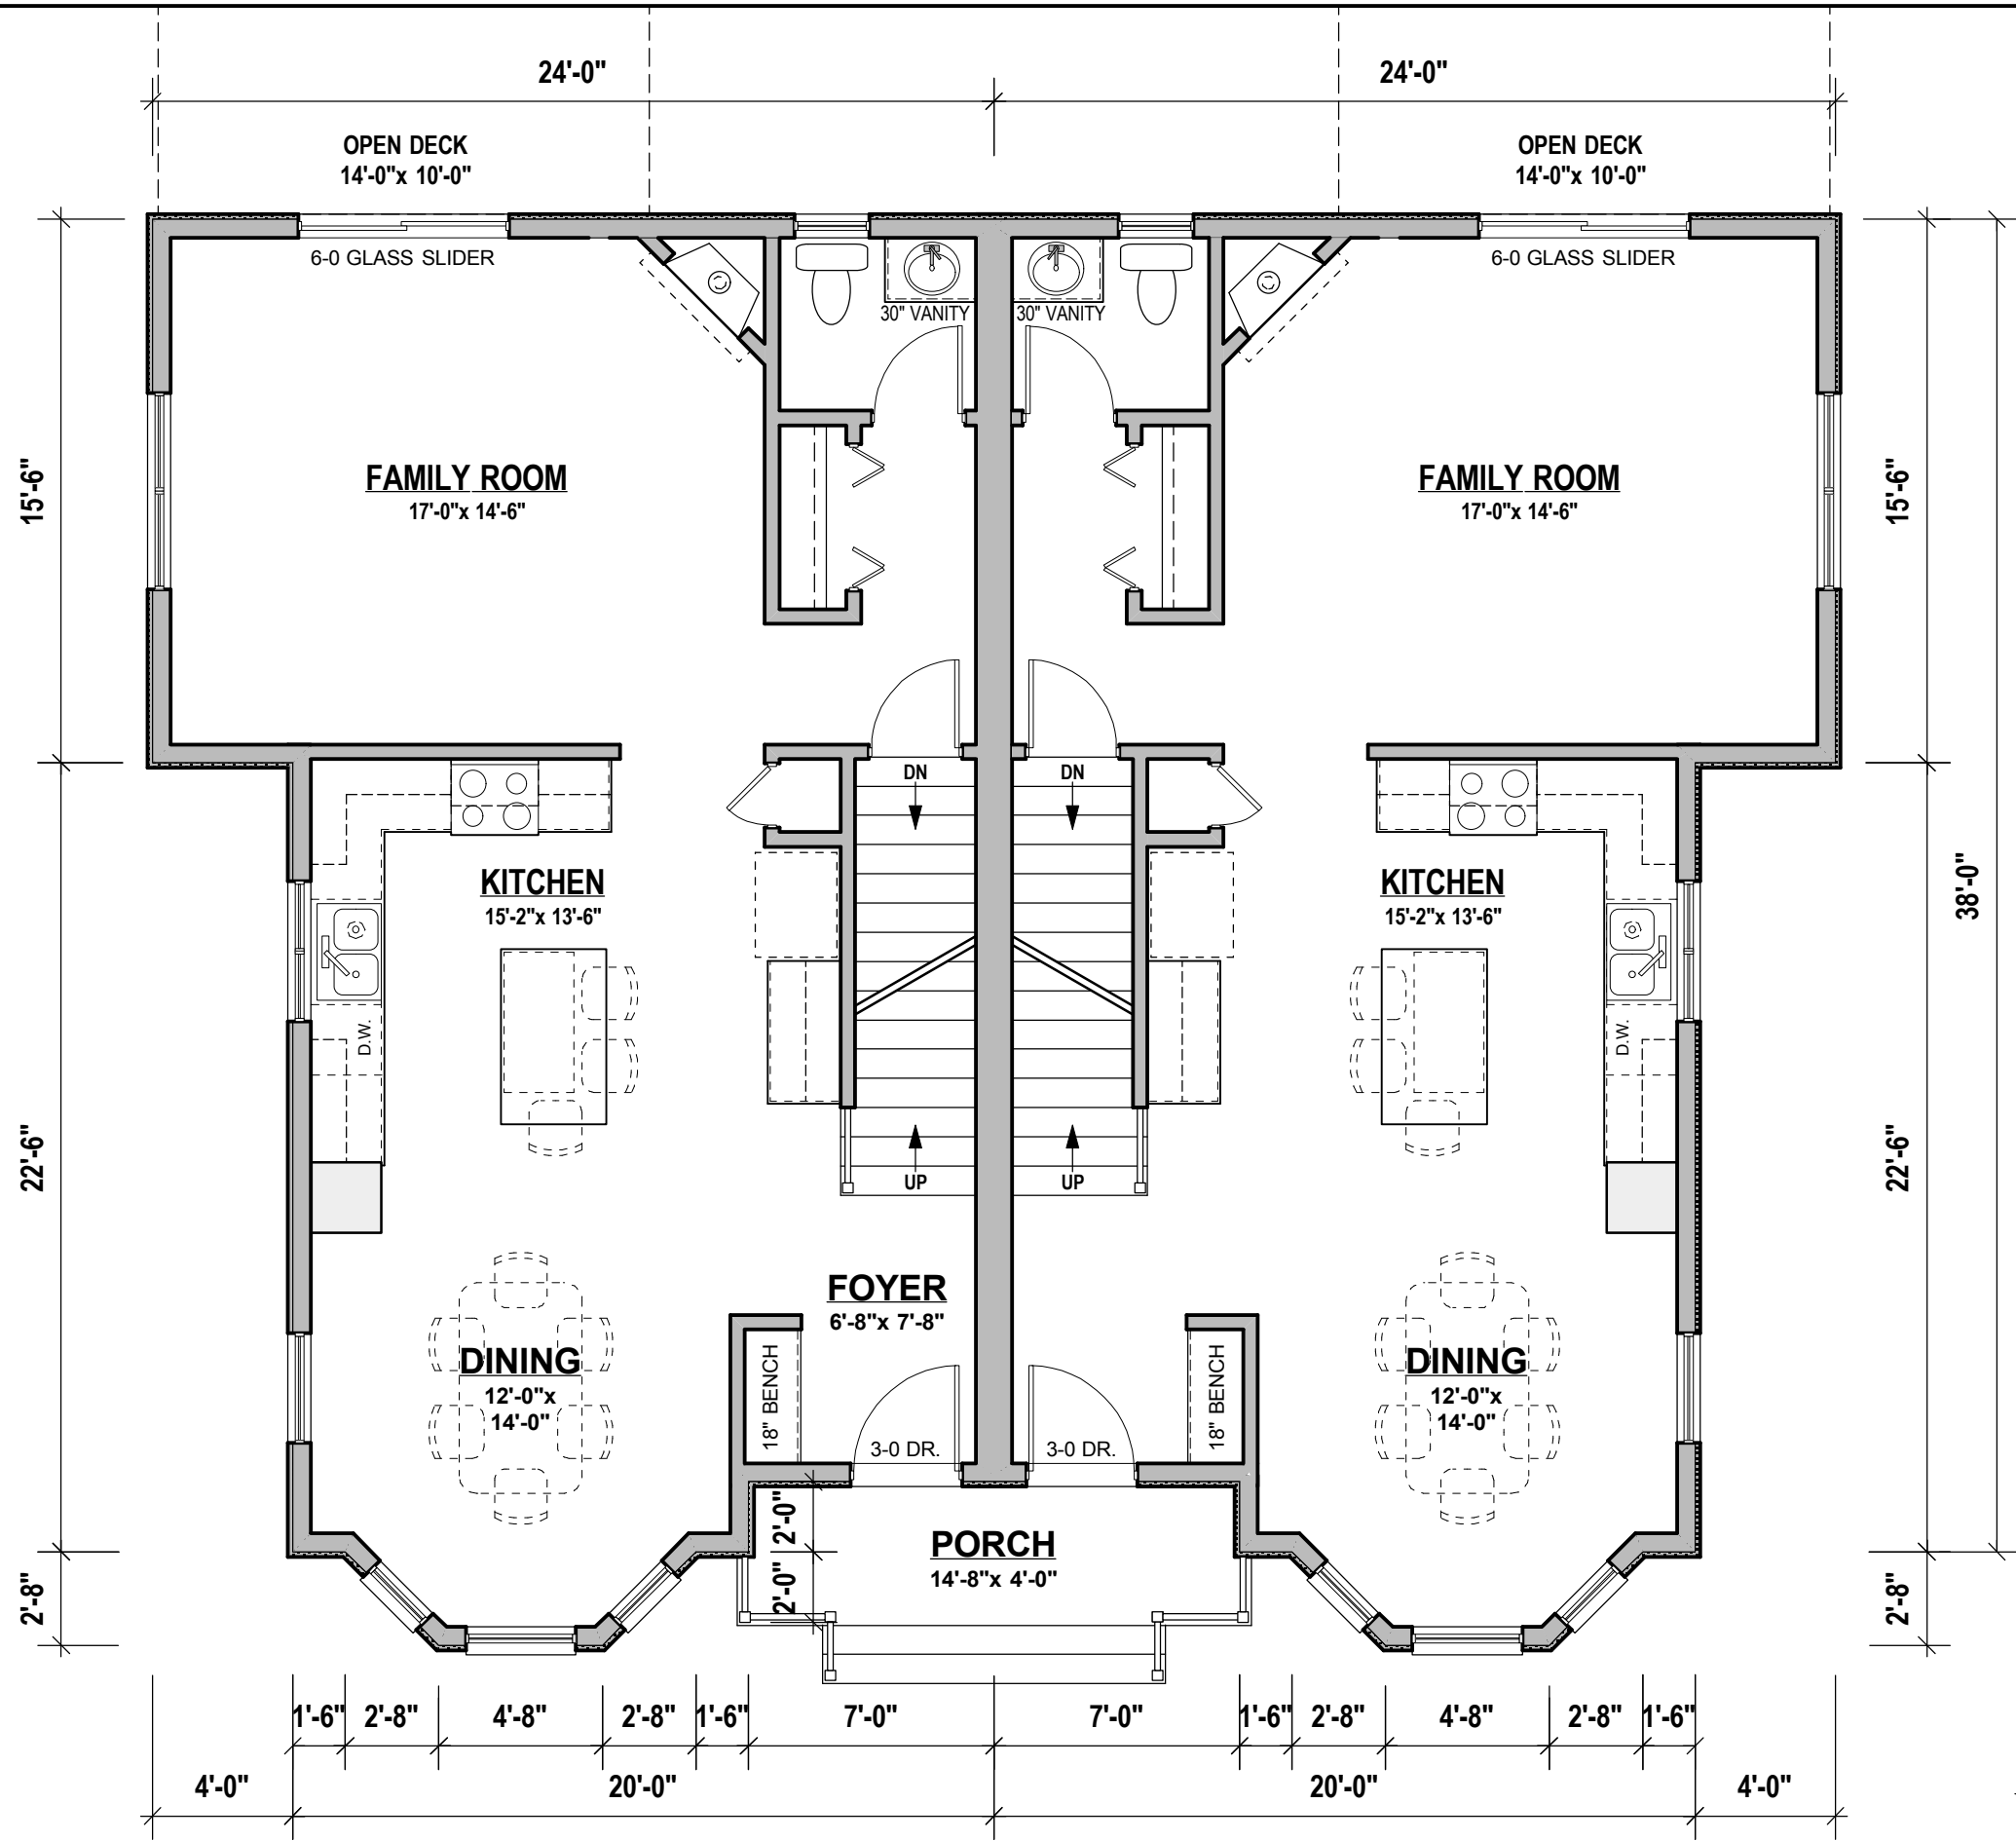 24'-0" 24'-0"
OPEN DECK OPEN DECK
14'-0"x 10'-0" 14'-0"x 10'-0"
6-0 GLASS SLIDER 6-0 GLASS SLIDER
30" VANITY 30" VANITY
15'-6" FAMILY ROOM FAMILY ROOM 15'-6"
17'-0"x 14'-6" 17'-0"x 14'-6"
DN DN
KITCHEN KITCHEN 38'-0"
15'-2"x 13'-6" 15'-2"x 13'-6"
D.W. D.W.
22'-6" 22'-6"
UP UP
FOYER
6'-8"x 7'-8"
DINING DINING
12'-0"x 12'-0"x
14'-0" 14'-0"
18" BENCH 18" BENCH
3-0 DR. 3-0 DR.
2'-0"
PORCH
14'-8"x 4'-0"
2'-8" 2'-0" 2'-8"
1'-6" 2'-8" 4'-8" 2'-8" 1'-6" 7'-0" 7'-0" 1'-6" 2'-8" 4'-8" 2'-8" 1'-6"
4'-0" 20'-0" 20'-0" 4'-0"